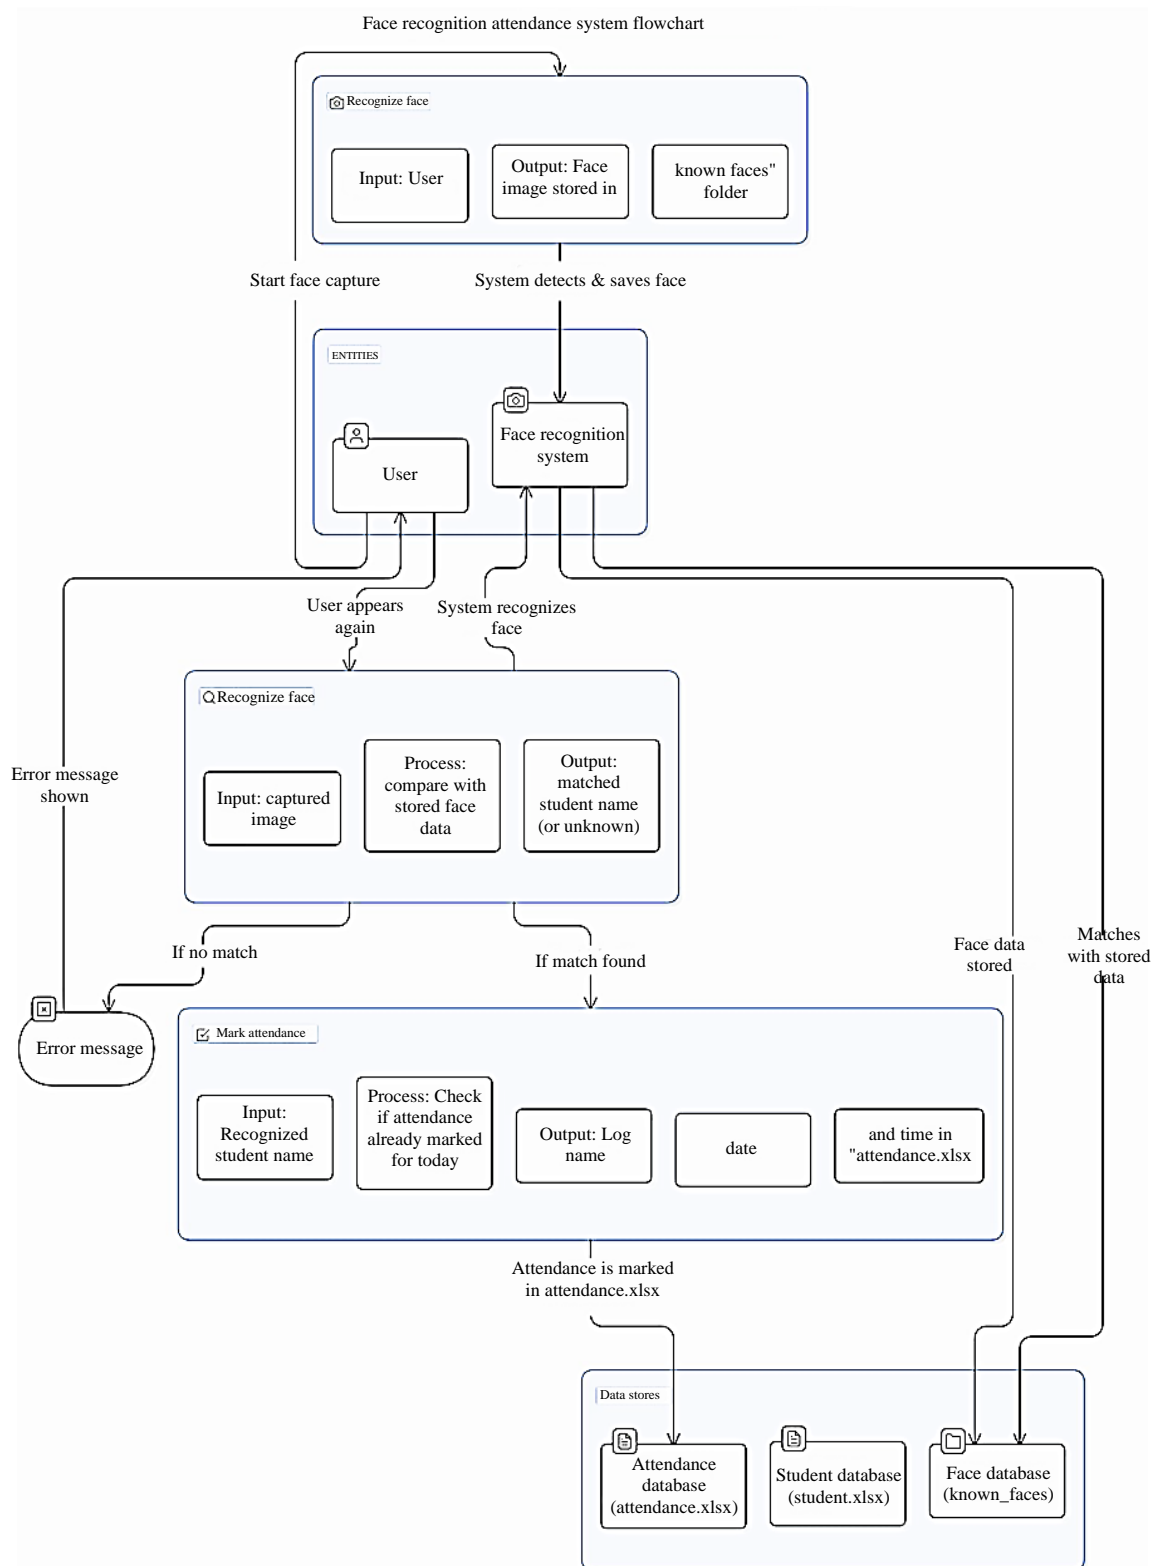 Face recognition attendance system flowchart
Recognize face
Input: User
Output: Face
image stored in
known faces"
folder
Start face capture
System detects & saves face
ENTITIES
User
Face recognition
system
User appears
again
System recognizes
face
Recognize face
Input: captured
image
Process:
compare with
stored face
data
Output:
matched
student name
(or unknown)
Error message
shown
If no match
If match found
Face data
stored
Matches
with stored
data
Error message
Mark attendance
Input:
Recognized
student name
Process: Check
if attendance
already marked
for today
Output: Log
name
date
and time in
"attendance.xlsx
Attendance is marked
in attendance.xlsx
Data stores
Attendance
database
(attendance.xlsx)
Student database
(student.xlsx)
Face database
(known_faces)